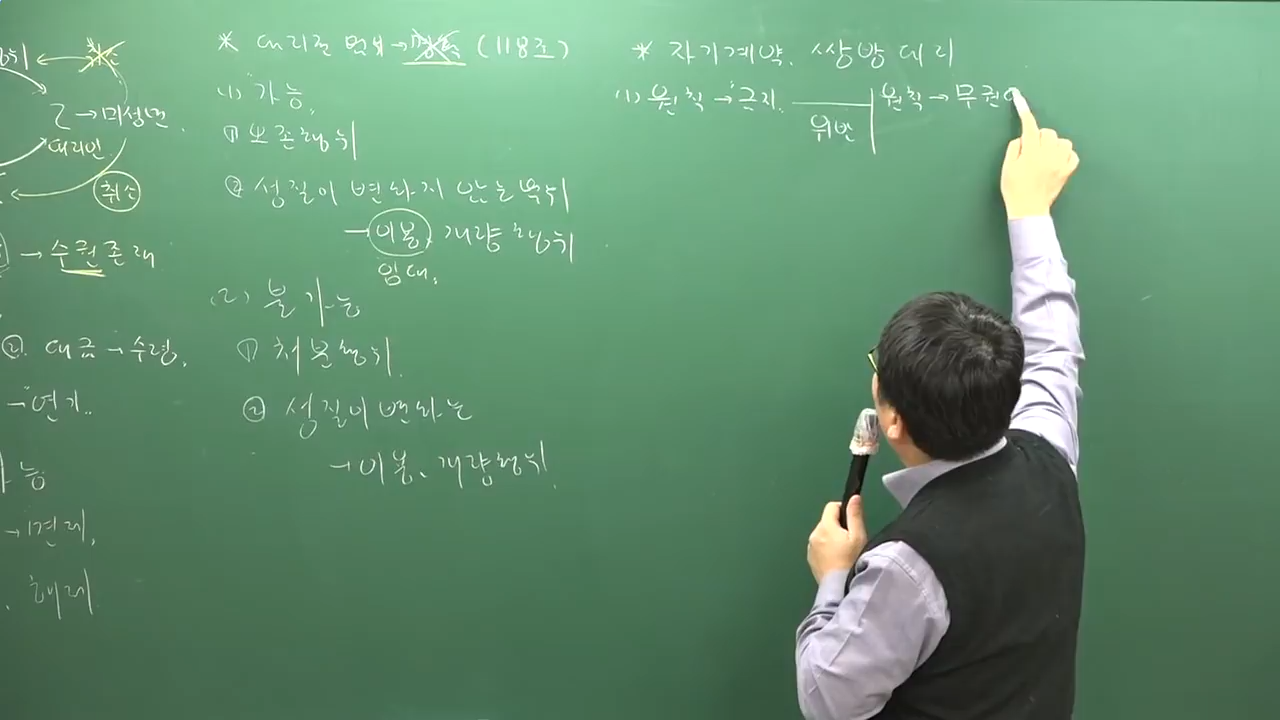 ㄹ → 미성년.
대리인.
취소
→ 수권존재
② 대금 → 수령.
→ 연기..
능
해제
* 대리권 범위 → (118조)
(1) 가능.
① 보존행위
② 성질이 변하지 않는 목위
→ 이용, 개량행위
임대.
(2) 불가능
① 처분행위.
② 성질이 변하는
→ 이용、개량행위.
* 자기계약. 쌍방대리
(1) 원칙 → 금지. 위반 원칙 → 무권